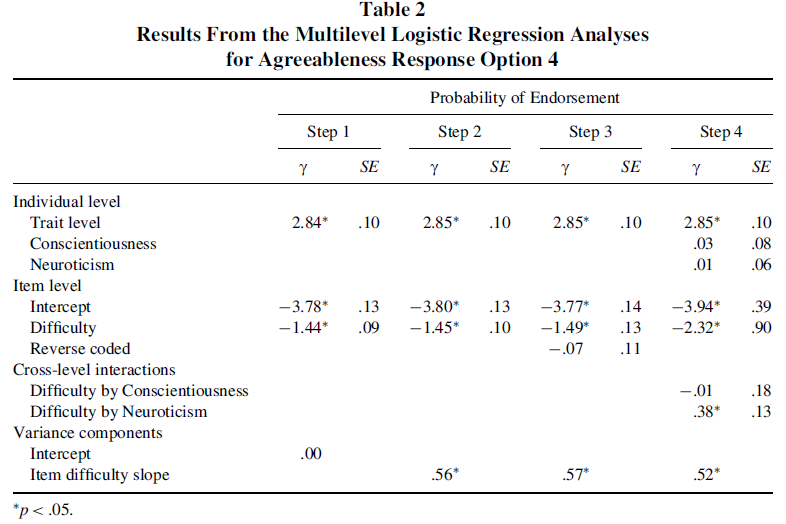 Table 2
Results From the Multilevel Logistic Regression Analyses
for Agreeableness Response Option 4
Probability of Endorsement
Step 1 Step 2 Step 3 Step 4
γ SE γ SE γ SE γ SE
Individual level
Trait level 2.84* .10 2.85* .10 2.85* .10 2.85* .10
Conscientiousness .03 .08
Neuroticism .01 .06
Item level
Intercept −3.78* .13 −3.80* .13 −3.77* .14 −3.94* .39
Difficulty −1.44* .09 −1.45* .10 −1.49* .13 −2.32* .90
Reverse coded −.07 .11
Cross-level interactions
Difficulty by Conscientiousness −.01 .18
Difficulty by Neuroticism .38* .13
Variance components
Intercept .00
Item difficulty slope .56* .57* .52*
*p < .05.